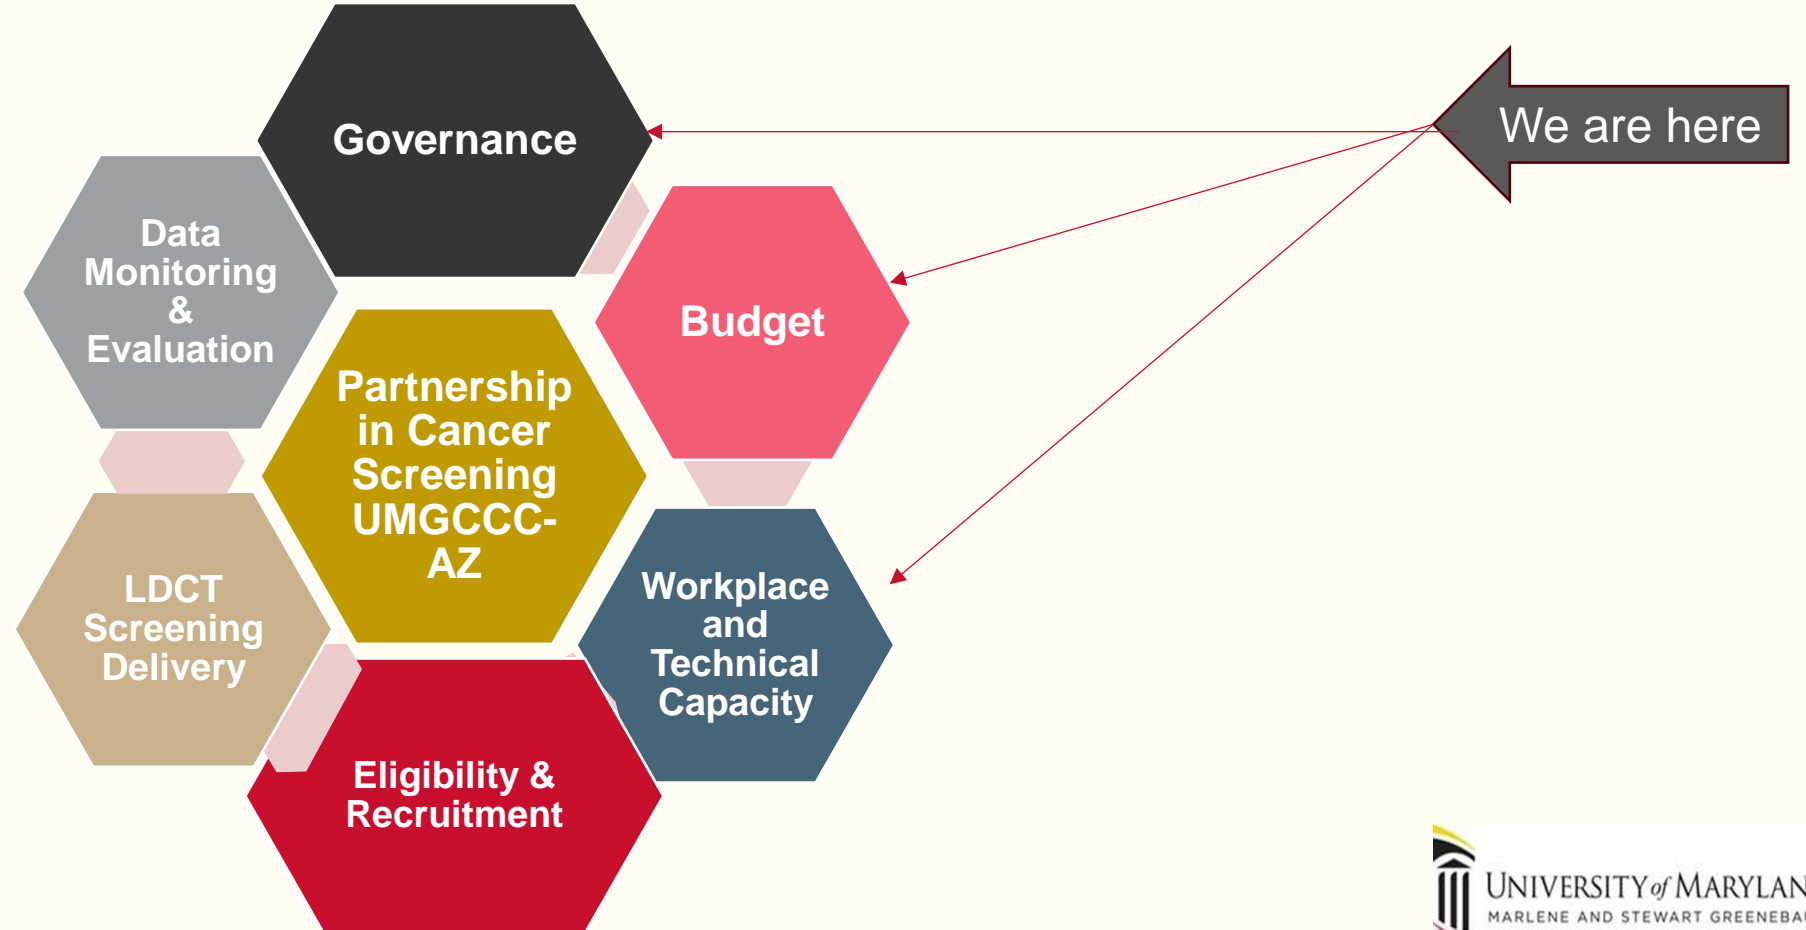 Governance
We are here
Data
Monitoring
&
Evaluation
Budget
Partnership
in Cancer
Screening
UMGCCC-
AZ
LDCT
Screening
Delivery
Workplace
and
Technical
Capacity
Eligibility &
Recruitment
UNIVERSITY of MARYLAN
MARLENE AND STEWART GREENEBAU